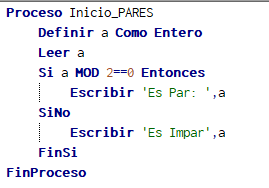 Proceso Inicio_PARES
Definir a Como Entero
Leer a
Si a MOD 2==0 Entonces
Escribir 'Es Par: ',a
SiNo
Escribir 'Es Impar',a
FinSi
FinProceso